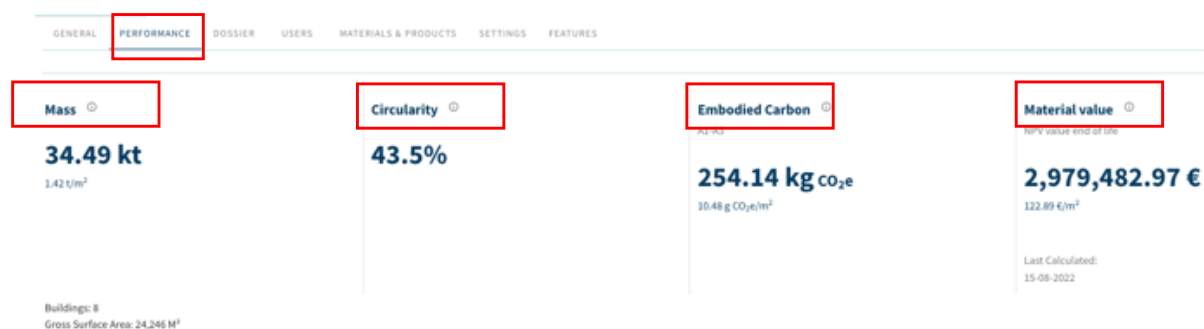 GENERAL PERFORMANCE DOSSIER USERS MATERIALS & PRODUCTS SETTINGS FEATURES
Mass
34.49 kt
1.42 t/m²
Circularity
43.5%
Embodied Carbon
A1-A3
254.14 kg CO₂e
10.48 g CO₂e/m²
Material value
NPV value end of life
2,979,482.97 €
122.89 €/m²
Last Calculated:
15-08-2022
Buildings: 8
Gross Surface Area: 24,246 M²